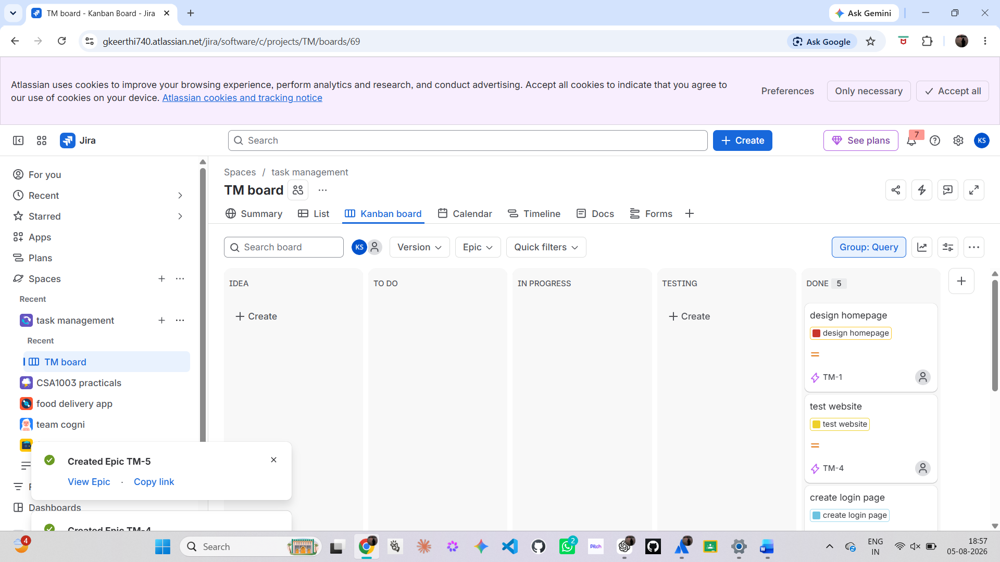 TM board - Kanban Board - Jira
Ask Gemini
gkeerthi740.atlassian.net/jira/software/c/projects/TM/boards/69
Ask Google
Atlassian uses cookies to improve your browsing experience, perform analytics and research, and conduct advertising. Accept all cookies to indicate that you agree to
our use of cookies on your device. Atlassian cookies and tracking notice
Preferences
Only necessary
Accept all
Jira
Search
Create
See plans
7
KS
For you
Recent
Starred
Apps
Plans
Spaces
Recent
task management
Recent
TM board
CSA1003 practicals
food delivery app
team cogni
Dashboards
Spaces / task management
TM board
Summary
List
Kanban board
Calendar
Timeline
Docs
Forms
Search board
KS
Version
Epic
Quick filters
Group: Query
IDEA
Create
TO DO
IN PROGRESS
TESTING
Create
DONE 5
design homepage
design homepage
TM-1
test website
test website
TM-4
create login page
create login page
Created Epic TM-5
View Epic · Copy link
Created Epic TM-4
4
Search
2
Pitch
ENG
IN
18:57
05-08-2026